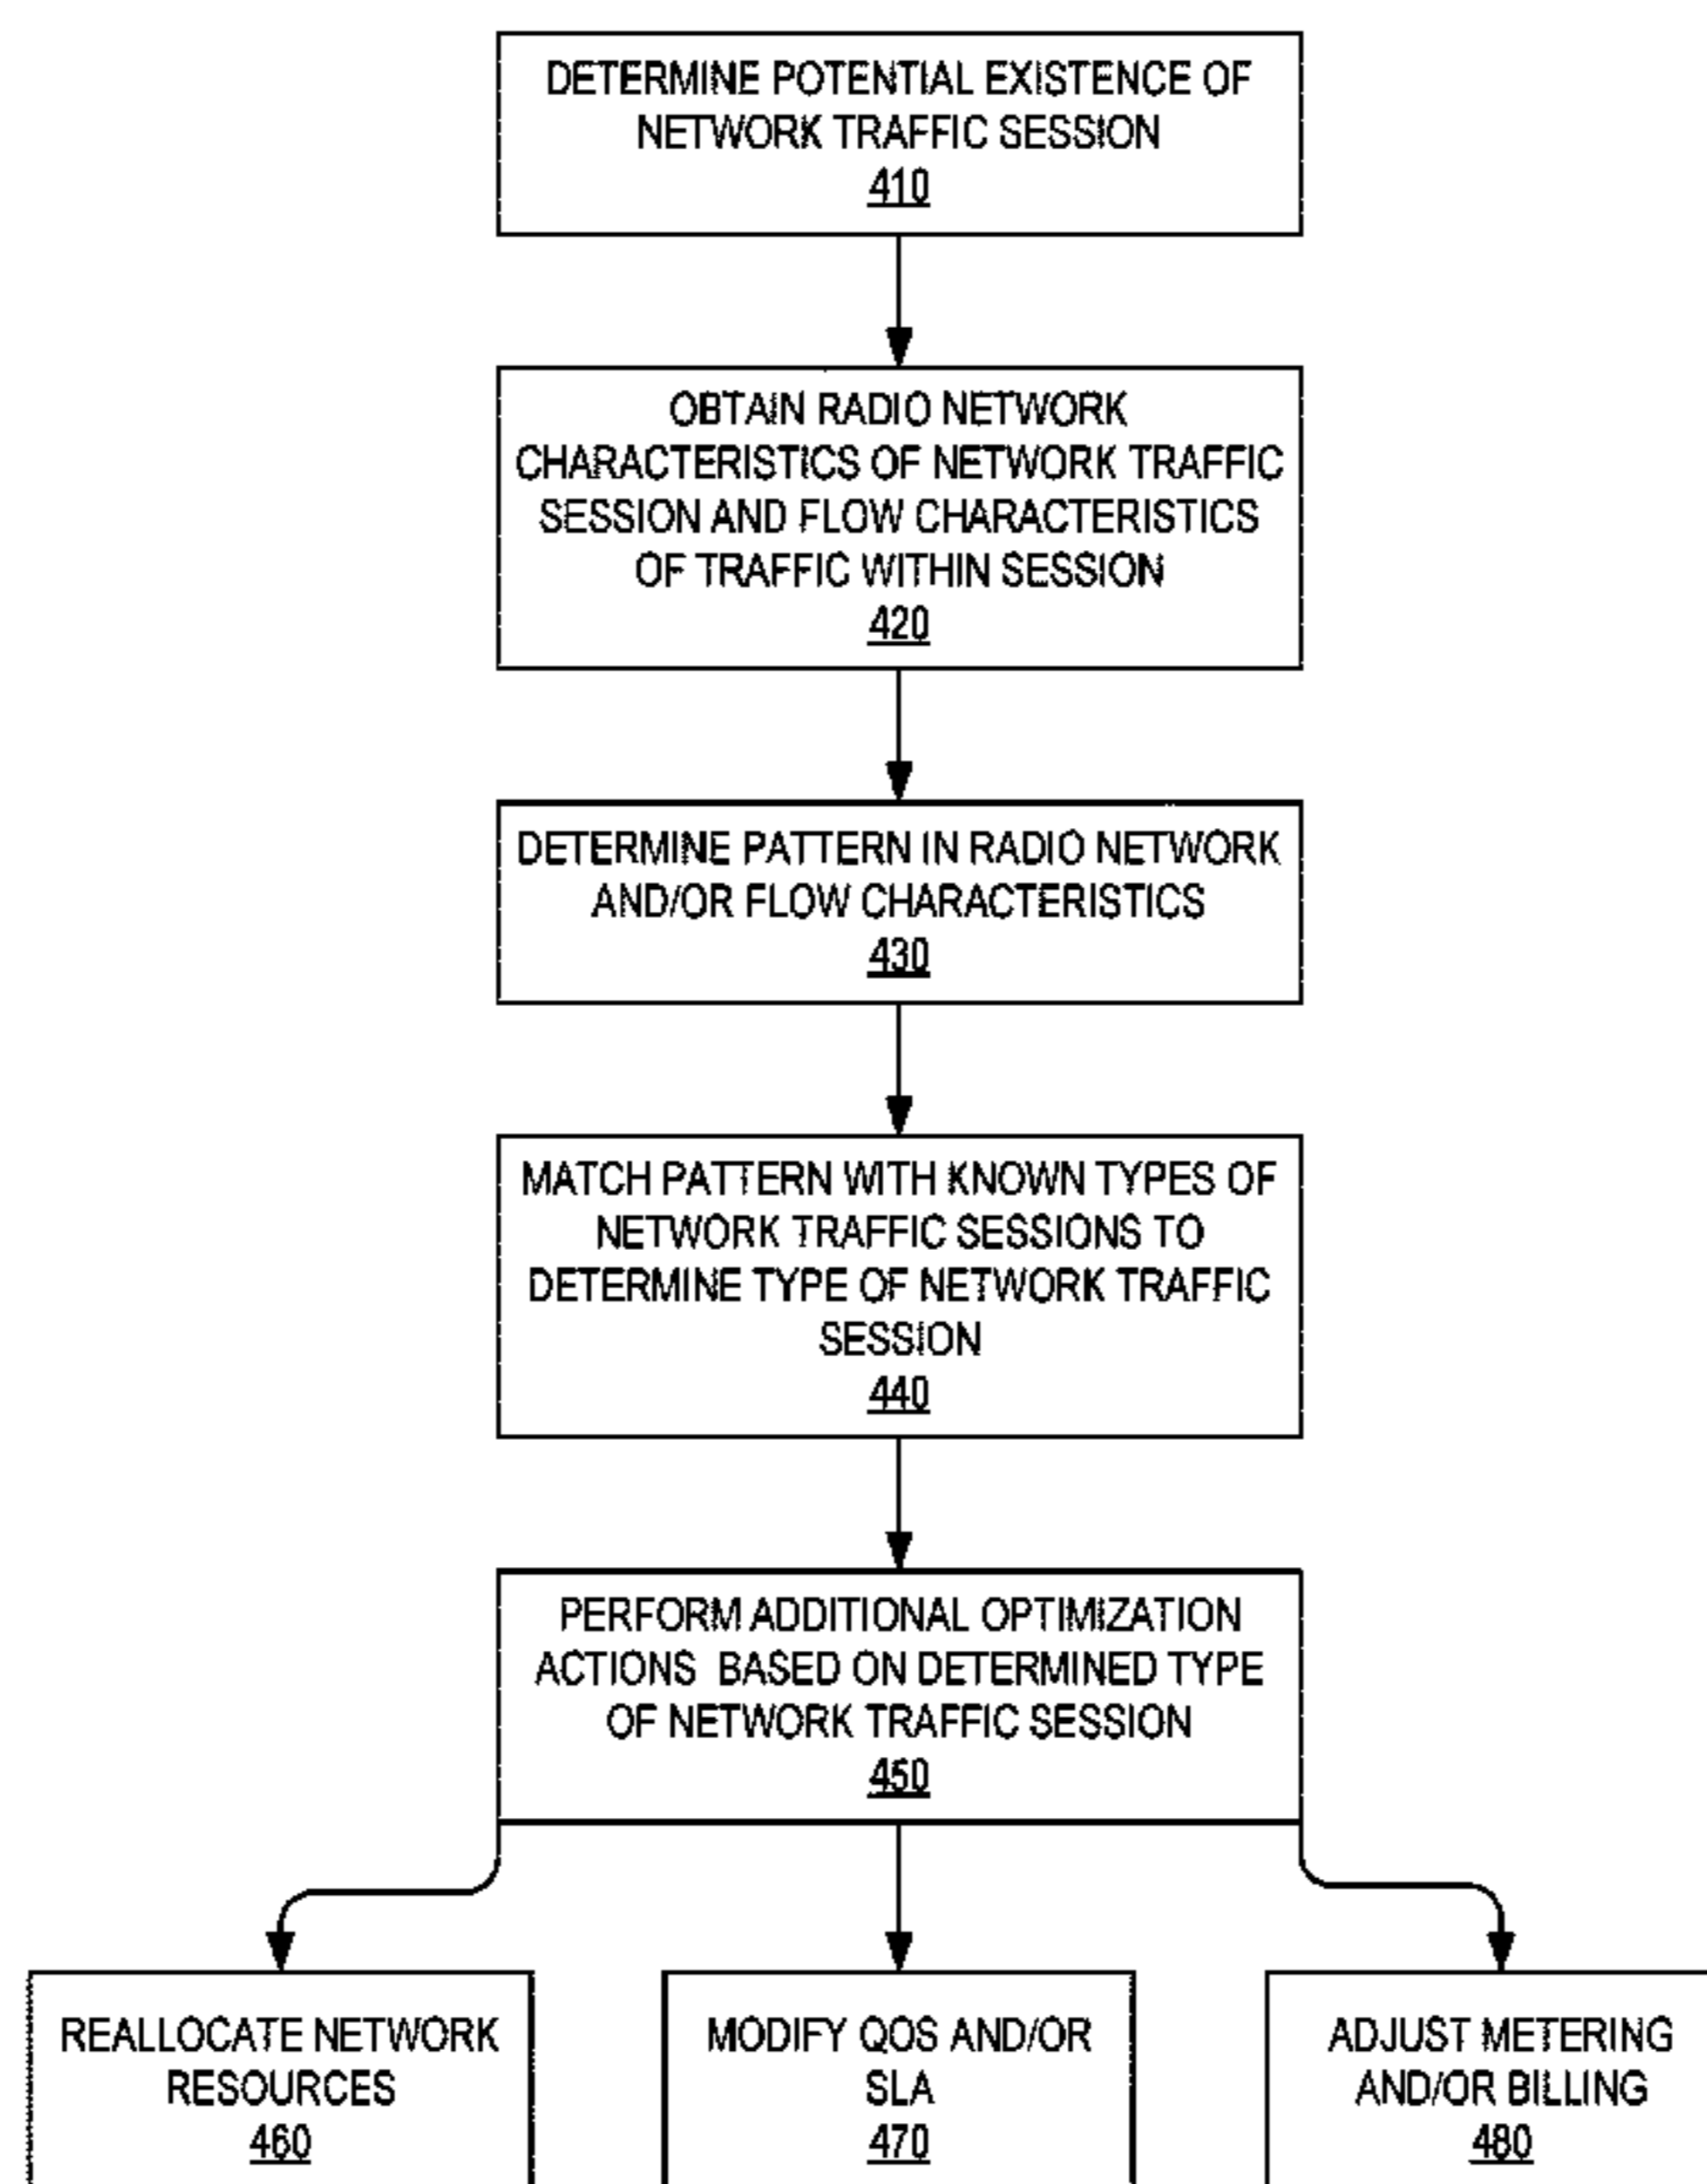 DETERMINE POTENTIAL EXISTENCE OF
NETWORK TRAFFIC SESSION
410
OBTAIN RADIO NETWORK
CHARACTERISTICS OF NETWORK TRAFFIC
SESSION AND FLOW CHARACTERISTICS
OF TRAFFIC WITHIN SESSION
420
DETERMINE PATTERN IN RADIO NETWORK
AND/OR FLOW CHARACTERISTICS
430
MATCH PATTERN WITH KNOWN TYPES OF
NETWORK TRAFFIC SESSIONS TO
DETERMINE TYPE OF NETWORK TRAFFIC
SESSION
440
PERFORM ADDITIONAL OPTIMIZATION
ACTIONS BASED ON DETERMINED TYPE
OF NETWORK TRAFFIC SESSION
450
REALLOCATE NETWORK
RESOURCES
460
MODIFY QOS AND/OR
SLA
470
ADJUST METERING
AND/OR BILLING
480